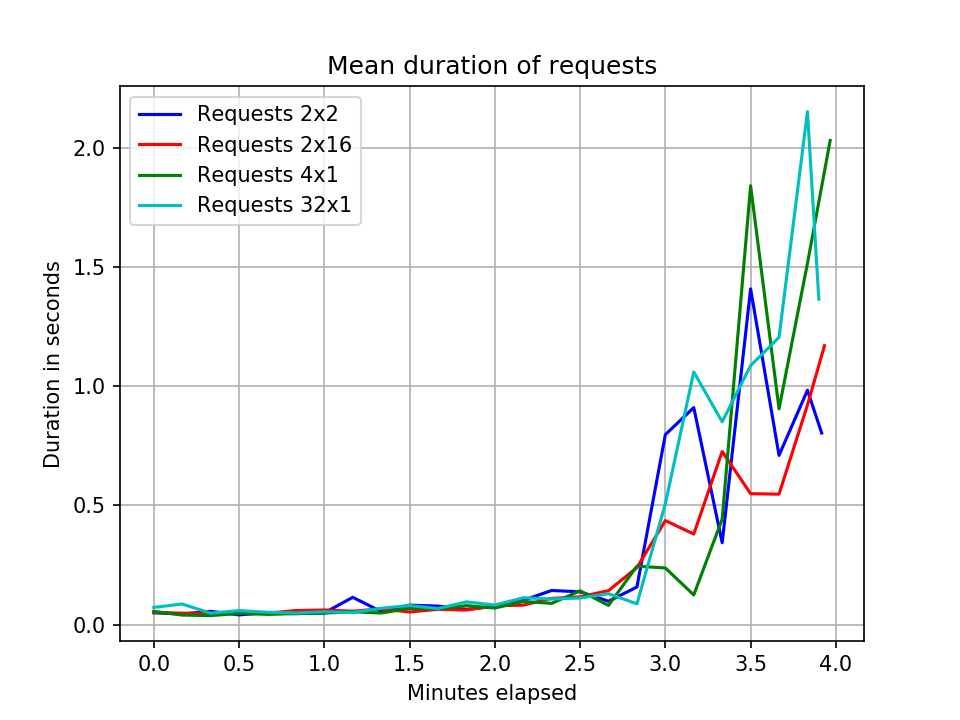 Mean duration of requests
Requests 2x2
Requests 2x16
Requests 4x1
Requests 32x1
2.0
1.5
1.0
0.5
0.0
Duration in seconds
0.0 0.5 1.0 1.5 2.0 2.5 3.0 3.5 4.0
Minutes elapsed